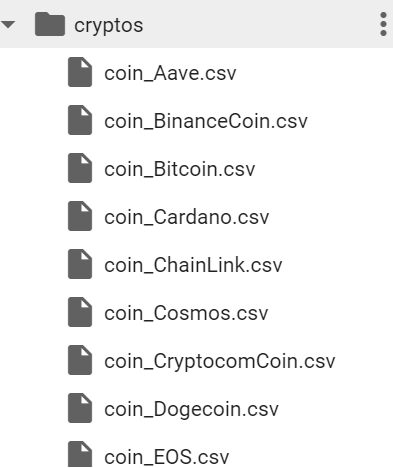 cryptos
coin_Aave.csv
coin_BinanceCoin.csv
coin_Bitcoin.csv
coin_Cardano.csv
coin_ChainLink.csv
coin_Cosmos.csv
coin_CryptocomCoin.csv
coin_Dogecoin.csv
coin_EOS.csv